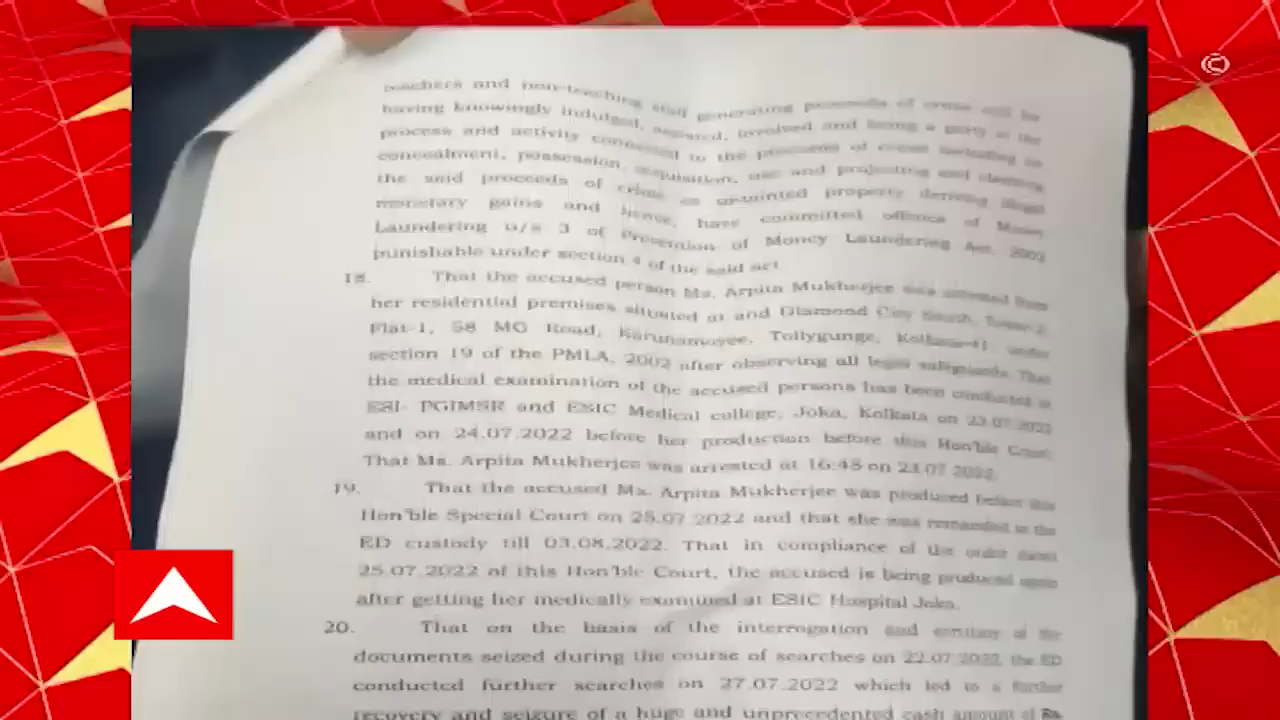 ©
teachers and non-teaching staff generating proceeds of crime
having knowingly indulged, assisted, involved and being a party in the
process and activity connected to the proceeds of crime including its
concealment, possession, acquisition, use and projecting and claiming
the said proceeds of crime as untainted property deriving illegal
monetary gains and hence, have committed offence of Money
Laundering u/s 3 of Prevention of Money Laundering Act, 2002
punishable under section 4 of the said act.
18. That the accused person Ms. Arpita Mukherjee was arrested from
her residential premises situated at and Diamond City South, Tower-2,
Flat-1, 58 MG Road, Karunamoyee, Tollygunge, Kolkata-41, under
section 19 of the PMLA, 2002 after observing all legal safeguards. That
the medical examination of the accused persons has been conducted at
ESI- PGIMSR and ESIC Medical college, Joka, Kolkata on 23.07.2022
and on 24.07.2022 before her production before this Hon'ble Court.
That Ms. Arpita Mukherjee was arrested at 16:45 on 23.07.2022.
19. That the accused Ms. Arpita Mukherjee was produced before this
Hon'ble Special Court on 25.07.2022 and that she was remanded to the
ED custody till 03.08.2022. That in compliance of the order dated
25.07.2022 of this Hon'ble Court, the accused is being produced
after getting her medically examined at ESIC Hospital Joka.
20. That on the basis of the interrogation and scrutiny of the
documents seized during the course of searches on 22.07.2022, the ED
conducted further searches on 27.07.2022 which led to a further
recovery and seizure of a huge and unprecedented cash amount of Rs.